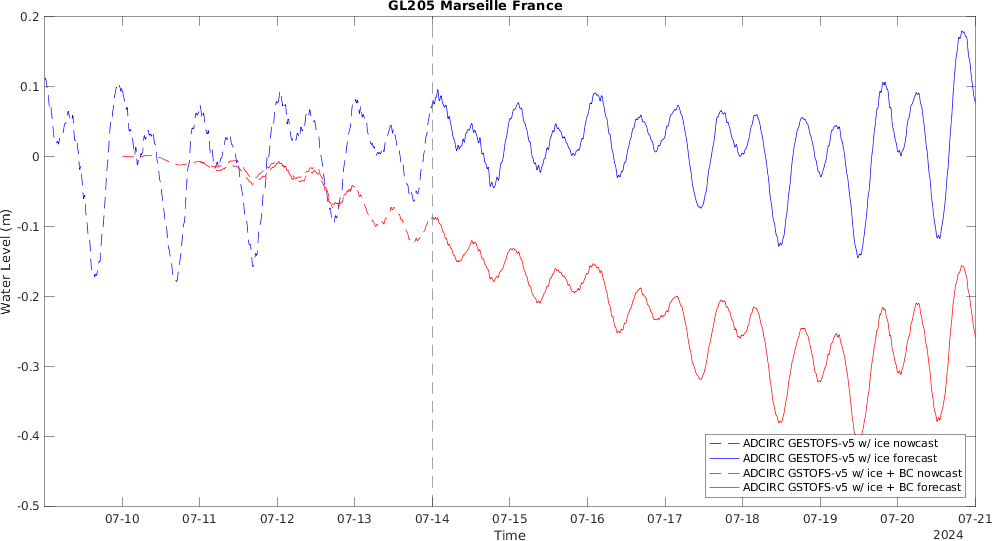 GL205 Marseille France
0.2
0.1
0
-0.1
-0.2
-0.3
-0.4
-0.5
Water Level (m)
ADCIRC GESTOFS-v5 w/ ice nowcast
ADCIRC GESTOFS-v5 w/ ice forecast
ADCIRC GSTOFS-v5 w/ ice + BC nowcast
ADCIRC GSTOFS-v5 w/ ice + BC forecast
07-10 07-11 07-12 07-13 07-14 07-15 07-16 07-17 07-18 07-19 07-20 07-21
Time
2024